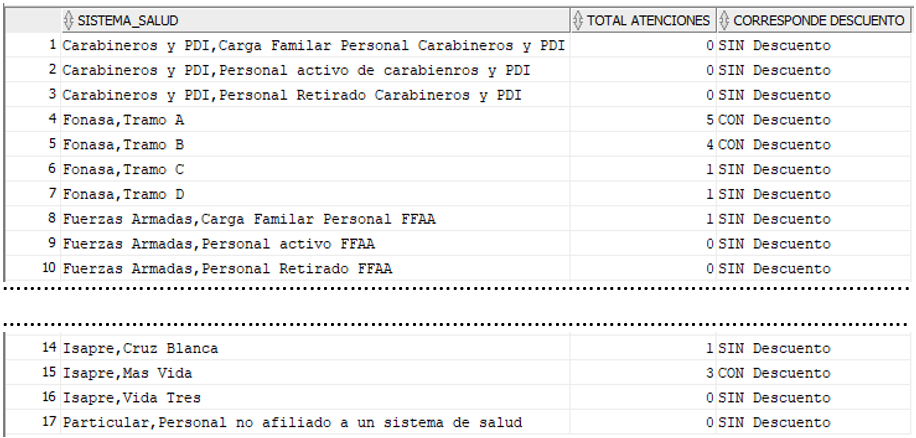 SISTEMA_SALUD TOTAL ATENCIONES CORRESPONDE DESCUENTO
1 Carabineros y PDI,Carga Familar Personal Carabineros y PDI 0 SIN Descuento
2 Carabineros y PDI,Personal activo de carabienros y PDI 0 SIN Descuento
3 Carabineros y PDI,Personal Retirado Carabineros y PDI 0 SIN Descuento
4 Fonasa,Tramo A 5 CON Descuento
5 Fonasa,Tramo B 4 CON Descuento
6 Fonasa,Tramo C 1 SIN Descuento
7 Fonasa,Tramo D 1 SIN Descuento
8 Fuerzas Armadas,Carga Familar Personal FFAA 1 SIN Descuento
9 Fuerzas Armadas,Personal activo FFAA 0 SIN Descuento
10 Fuerzas Armadas,Personal Retirado FFAA 0 SIN Descuento
14 Isapre,Cruz Blanca 1 SIN Descuento
15 Isapre,Mas Vida 3 CON Descuento
16 Isapre,Vida Tres 0 SIN Descuento
17 Particular,Personal no afiliado a un sistema de salud 0 SIN Descuento